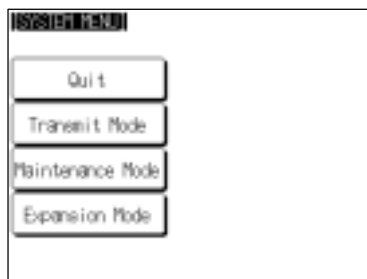 [SYSTEM MENU]
Quit
Transmit Mode
Maintenance Mode
Expansion Mode